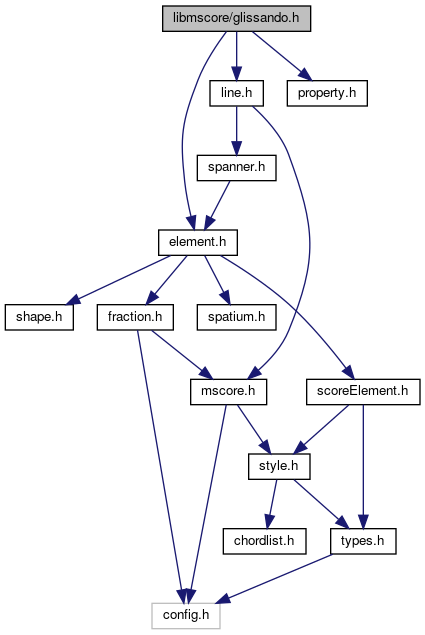 libmscore/glissando.h
line.h
property.h
spanner.h
element.h
shape.h
fraction.h
spatium.h
mscore.h
scoreElement.h
style.h
chordlist.h
types.h
config.h